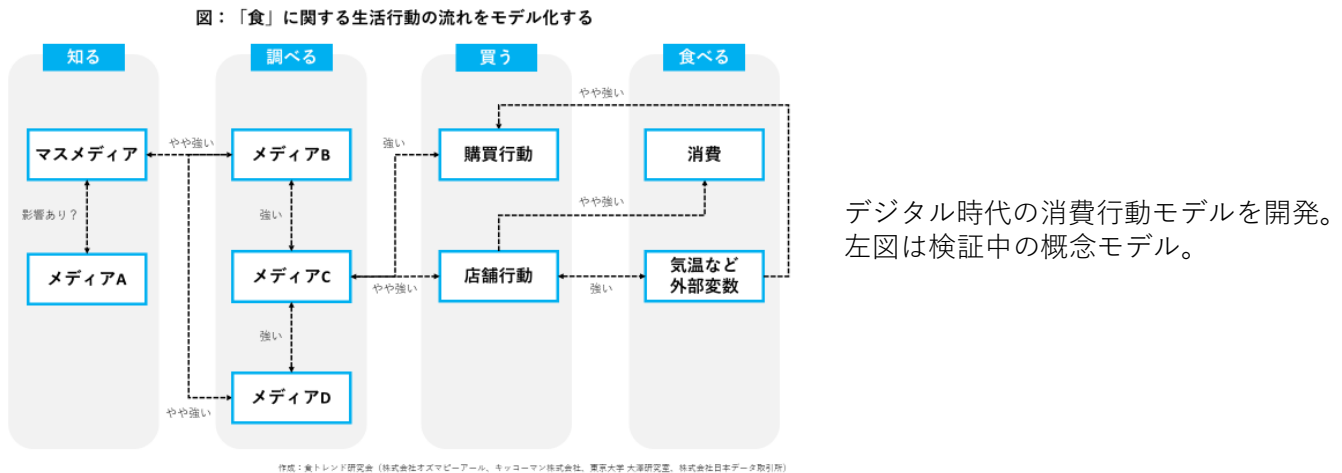 図：「食」に関する生活行動の流れをモデル化する
知る
調べる
買う
食べる
やや強い
マスメディア
やや強い
メディアB
強い
購買行動
消費
影響あり？
強い
やや強い
メディアA
メディアC
やや強い
店舗行動
強い
気温など
外部変数
強い
メディアD
やや強い
デジタル時代の消費行動モデルを開発。
左図は検証中の概念モデル。
作成：食トレンド研究会（株式会社オズマピーアール、キッコーマン株式会社、東京大学 大澤研究室、株式会社日本データ取引所）